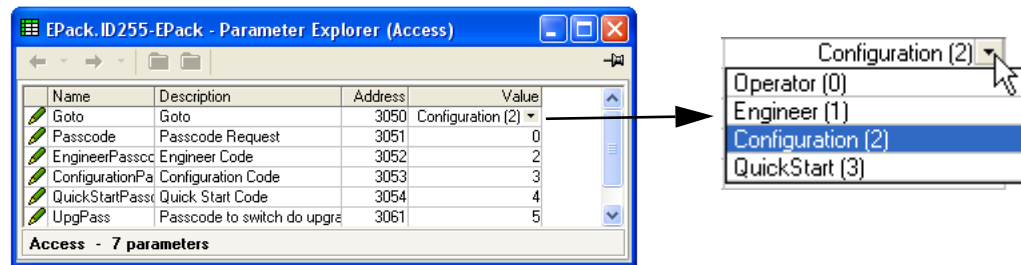 EPack.ID255-EPack - Parameter Explorer (Access)
Name Description Address Value
Goto Goto 3050 Configuration (2)
Passcode Passcode Request 3051 0
EngineerPassco Engineer Code 3052 2
ConfigurationPa Configuration Code 3053 3
QuickStartPassc Quick Start Code 3054 4
UpgPass Passcode to switch do upgra 3061 5
Access - 7 parameters
Configuration (2)
Operator (0)
Engineer (1)
Configuration (2)
QuickStart (3)